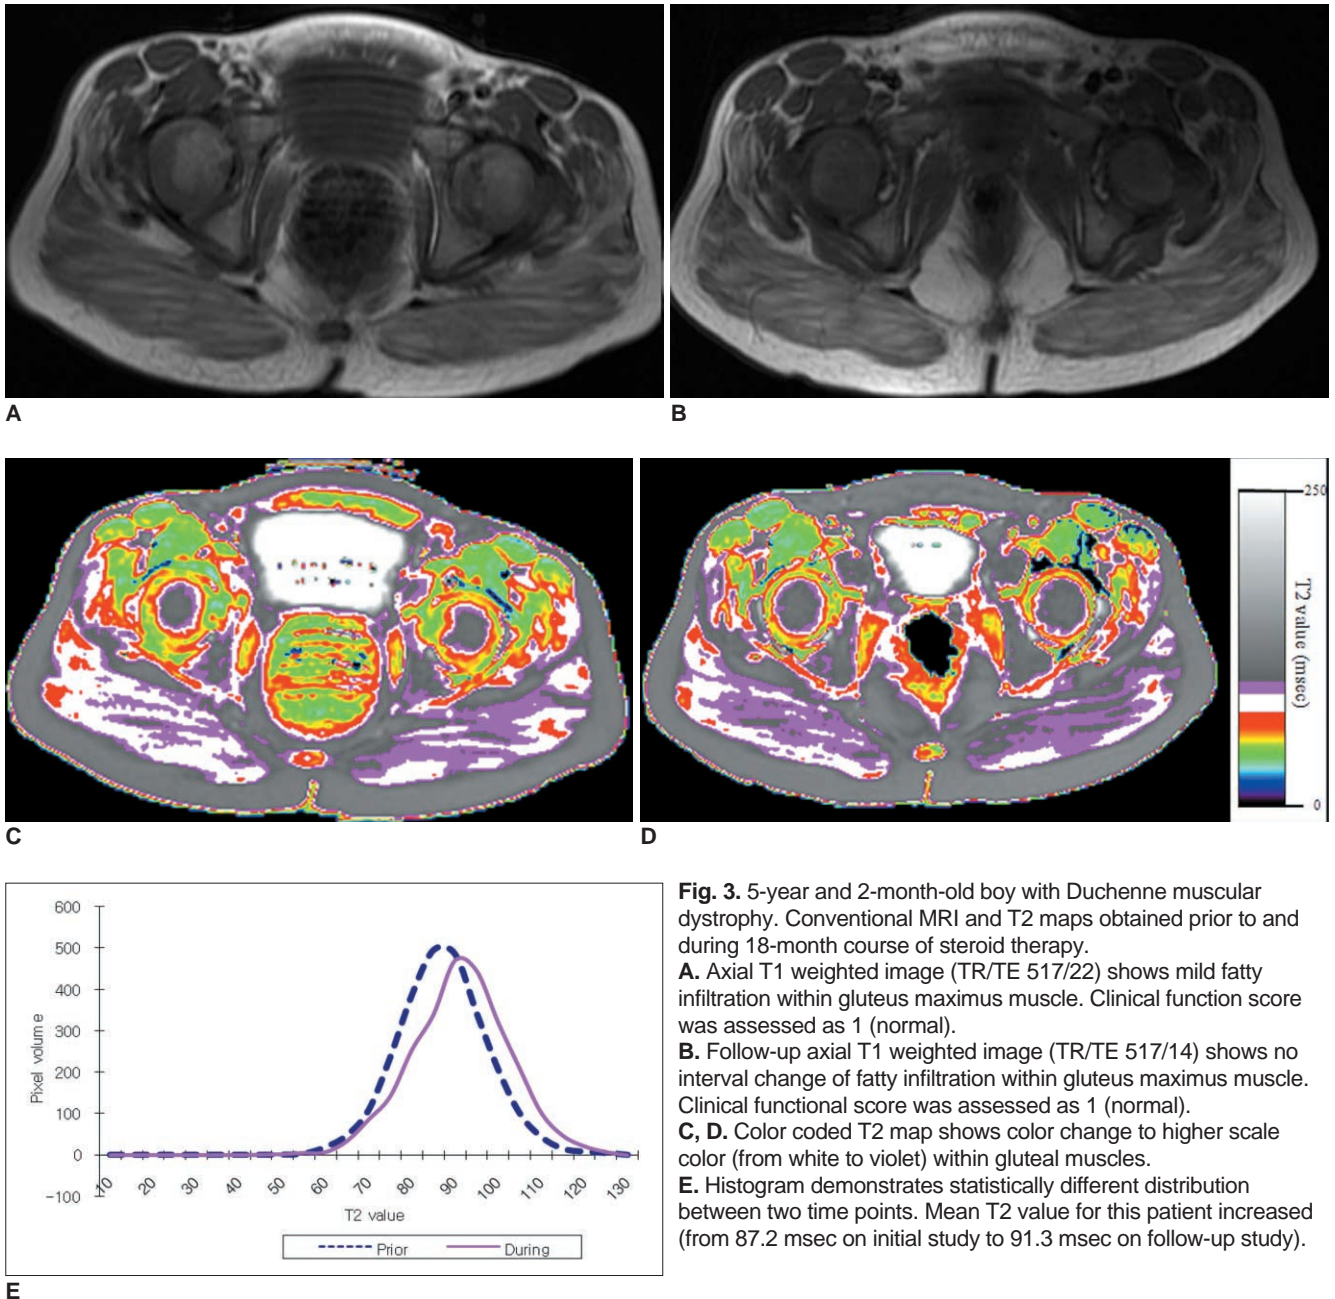 A
B
250
T2 value (msec)
0
C
D
600
500
400
300
200
100
0
-100
Pixel volume
10 20 30 40 50 60 70 80 90 100 110 120 130
T2 value
Prior During
E
Fig. 3. 5-year and 2-month-old boy with Duchenne muscular
dystrophy. Conventional MRI and T2 maps obtained prior to and
during 18-month course of steroid therapy.
A. Axial T1 weighted image (TR/TE 517/22) shows mild fatty
infiltration within gluteus maximus muscle. Clinical function score
was assessed as 1 (normal).
B. Follow-up axial T1 weighted image (TR/TE 517/14) shows no
interval change of fatty infiltration within gluteus maximus muscle.
Clinical functional score was assessed as 1 (normal).
C, D. Color coded T2 map shows color change to higher scale
color (from white to violet) within gluteal muscles.
E. Histogram demonstrates statistically different distribution
between two time points. Mean T2 value for this patient increased
(from 87.2 msec on initial study to 91.3 msec on follow-up study).